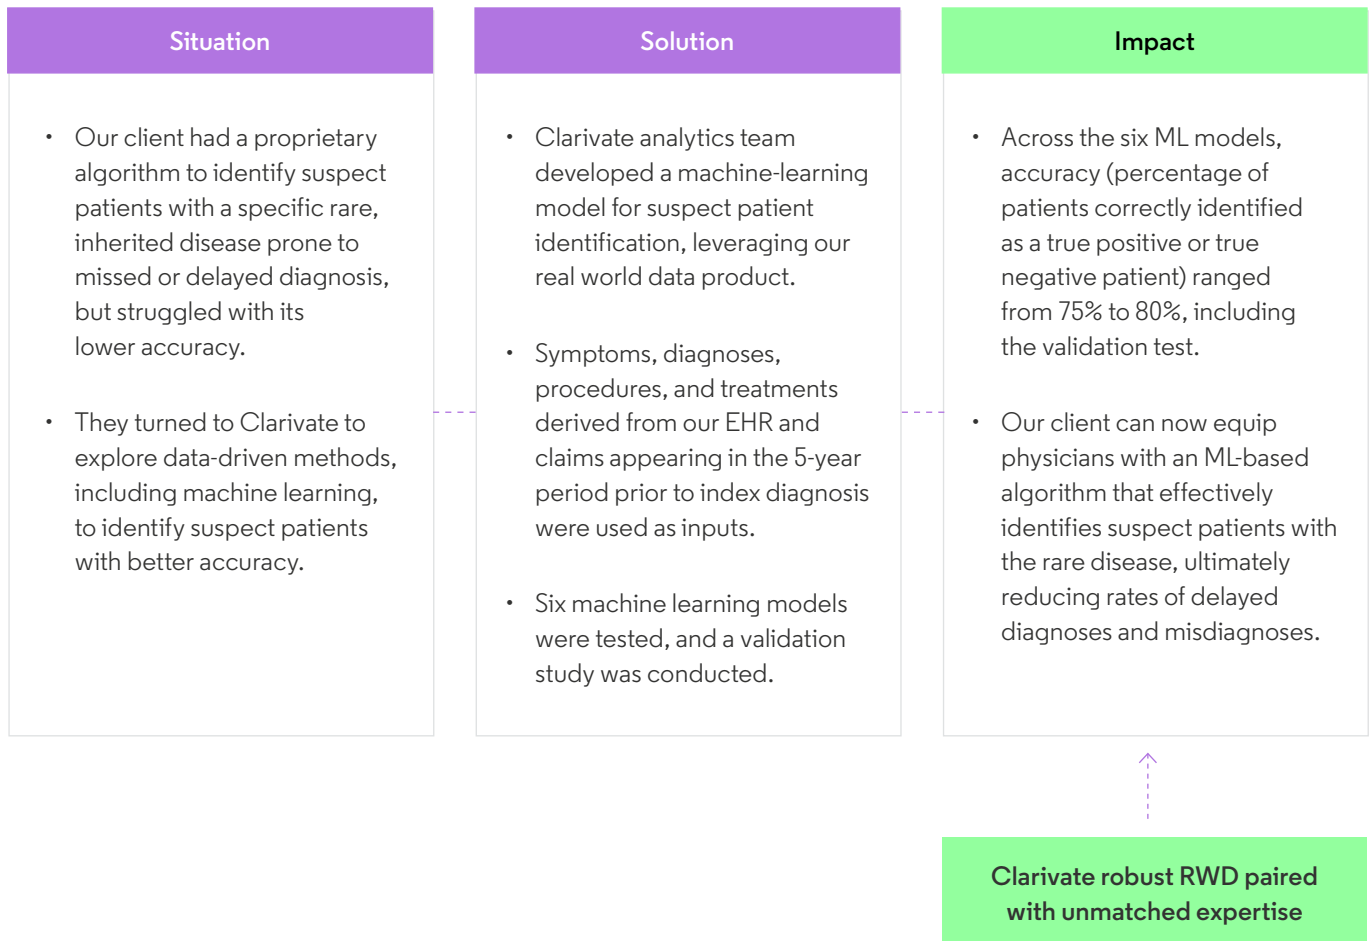 Situation
• Our client had a proprietary
algorithm to identify suspect
patients with a specific rare,
inherited disease prone to
missed or delayed diagnosis,
but struggled with its
lower accuracy.
• They turned to Clarivate to
explore data-driven methods,
including machine learning,
to identify suspect patients
with better accuracy.
Solution
• Clarivate analytics team
developed a machine-learning
model for suspect patient
identification, leveraging our
real world data product.
• Symptoms, diagnoses,
procedures, and treatments
derived from our EHR and
claims appearing in the 5-year
period prior to index diagnosis
were used as inputs.
• Six machine learning models
were tested, and a validation
study was conducted.
Impact
• Across the six ML models,
accuracy (percentage of
patients correctly identified
as a true positive or true
negative patient) ranged
from 75% to 80%, including
the validation test.
• Our client can now equip
physicians with an ML-based
algorithm that effectively
identifies suspect patients with
the rare disease, ultimately
reducing rates of delayed
diagnoses and misdiagnoses.
Clarivate robust RWD paired
with unmatched expertise